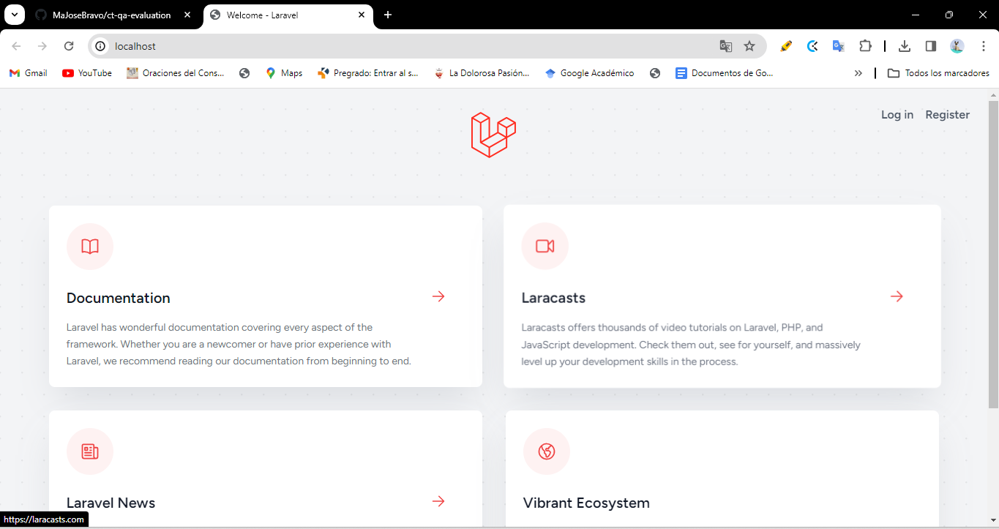 MaJoseBravo/ct-qa-evaluation
Welcome - Laravel
localhost
Gmail
YouTube
Oraciones del Cons...
Maps
Pregrado: Entrar al s...
La Dolorosa Pasión...
Google Académico
Documentos de Go...
Todos los marcadores
Log in
Register
Documentation
Laravel has wonderful documentation covering every aspect of the
framework. Whether you are a newcomer or have prior experience with
Laravel, we recommend reading our documentation from beginning to end.
Laracasts
Laracasts offers thousands of video tutorials on Laravel, PHP, and
JavaScript development. Check them out, see for yourself, and massively
level up your development skills in the process.
Laravel News
Vibrant Ecosystem
https://laracasts.com